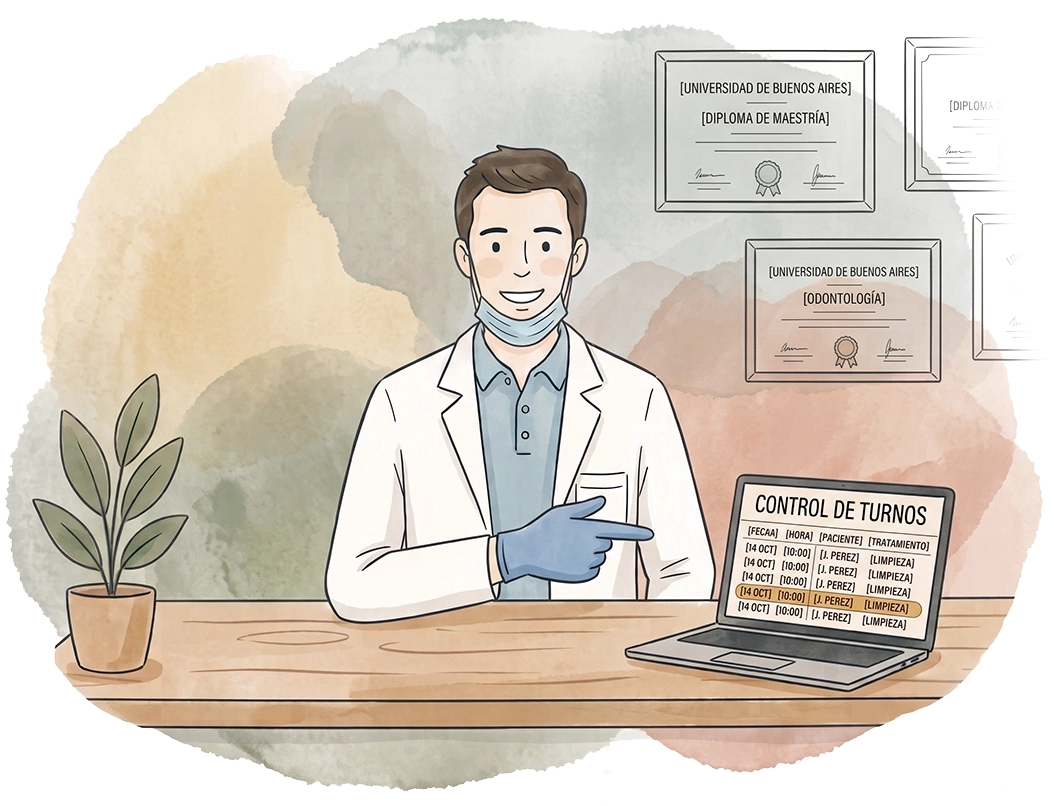 [UNIVERSIDAD DE BUENOS AIRES]
[DIPLOMA DE MAESTRÍA]
[DIPLOMA
[UNIVERSIDAD DE BUENOS AIRES]
[ODONTOLOGÍA]
CONTROL DE TURNOS
[FECAA] [HORA] [PACIENTE] [TRATAMIENTO]
[14 OCT] [10:00] [J. PEREZ] [LIMPIEZA]
[14 OCT] [10:00] [J. PEREZ] [LIMPIEZA]
[14 OCT] [10:00] [J. PEREZ] [LIMPIEZA]
[14 OCT] [10:00] [J. PEREZ] [LIMPIEZA]
[14 OCT] [10:00] [J. PEREZ] [LIMPIEZA]